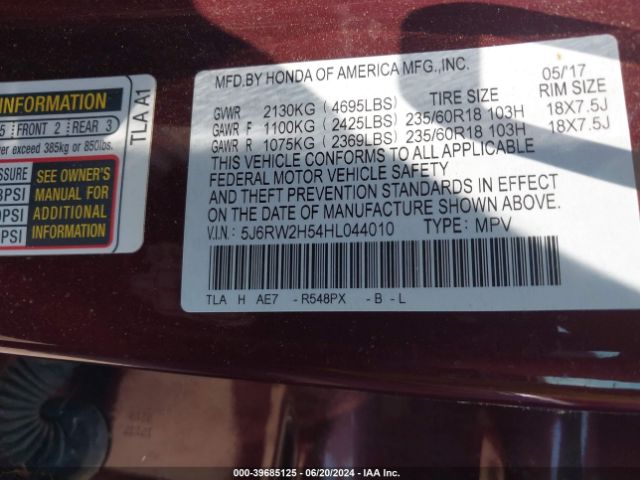 MFD.BY HONDA OF AMERICA MFG.,INC. 05/17
GVWR 2130KG (4695LBS) TIRE SIZE RIM SIZE
GAWR F 1100KG (2425LBS) 235/60R18 103H 18X7.5J
GAWR R 1075KG (2369LBS) 235/60R18 103H 18X7.5J
THIS VEHICLE CONFORMS TO ALL APPLICABLE
FEDERAL MOTOR VEHICLE SAFETY
AND THEFT PREVENTION STANDARDS IN EFFECT
ON THE DATE OF MANUFACTURE SHOWN ABOVE.
V.I.N.: 5J6RW2H54HL044010 TYPE: MPV
TLA H AE7 - R548PX - B - L
INFORMATION
5 FRONT 2 REAR 3
ver exceed 385kg or 850lbs.
TLA A1
SSURE
PSI
PSI
PSI
SEE OWNER'S
MANUAL FOR
ADDITIONAL
INFORMATION
000-39685125 - 06/20/2024 - IAA Inc.